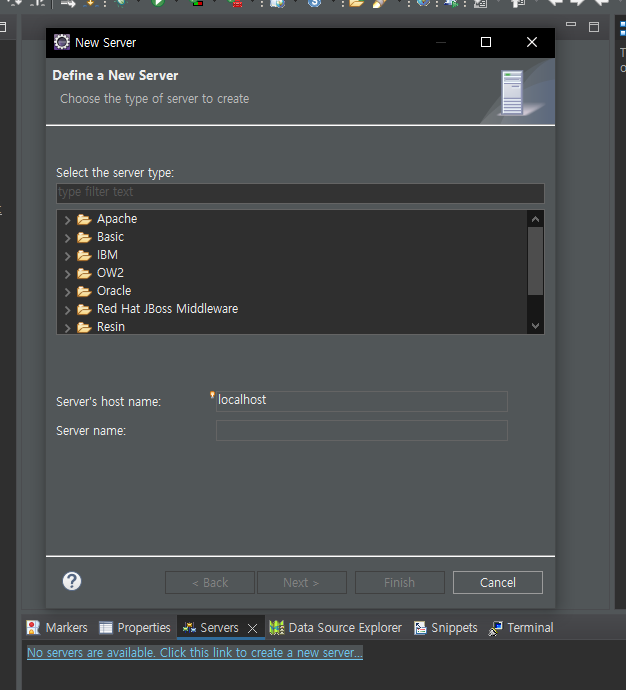 New Server
Define a New Server
Choose the type of server to create
Select the server type:
type filter text
Apache
Basic
IBM
OW2
Oracle
Red Hat JBoss Middleware
Resin
Server's host name:
localhost
Server name:
< Back
Next >
Finish
Cancel
Markers
Properties
Servers
Data Source Explorer
Snippets
Terminal
No servers are available. Click this link to create a new server...